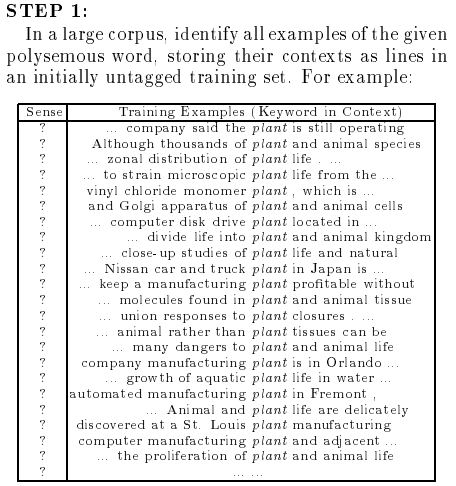 STEP 1:
In a large corpus, identify all examples of the given
polysemous word, storing their contexts as lines in
an initially untagged training set. For example:
Sense Training Examples (Keyword in Context)
? ... company said the plant is still operating
? Although thousands of plant and animal species
? ... zonal distribution of plant life . ...
? ... to strain microscopic plant life from the ...
? vinyl chloride monomer plant , which is ...
? and Golgi apparatus of plant and animal cells
? ... computer disk drive plant located in ...
? ... divide life into plant and animal kingdom
? ... close-up studies of plant life and natural
? ... Nissan car and truck plant in Japan is ...
? ... keep a manufacturing plant profitable without
? ... molecules found in plant and animal tissue
? ... union responses to plant closures . ...
? ... animal rather than plant tissues can be
? ... many dangers to plant and animal life
? company manufacturing plant is in Orlando ...
? ... growth of aquatic plant life in water ...
? automated manufacturing plant in Fremont ,
? ... Animal and plant life are delicately
? discovered at a St. Louis plant manufacturing
? computer manufacturing plant and adjacent ...
? ... the proliferation of plant and animal life
? ... ...